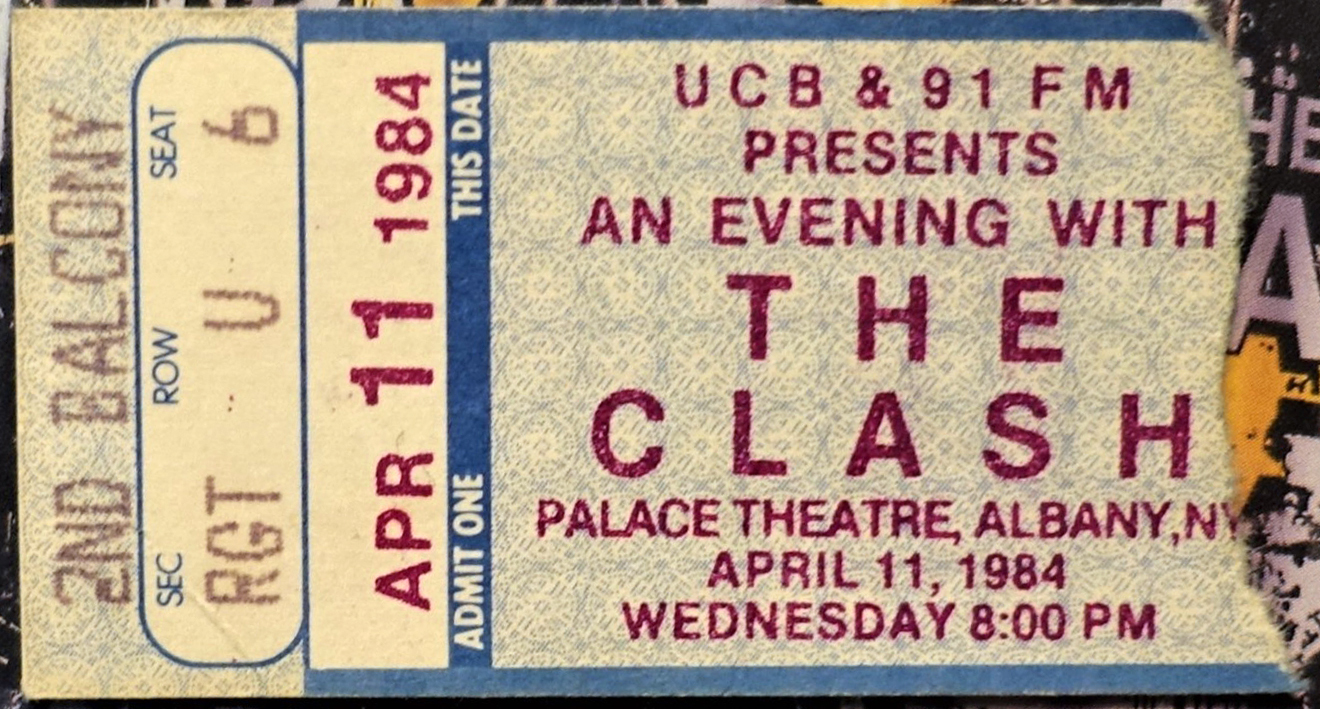 2ND BALCONY
SEC ROW SEAT
RGT U 6
APR 11 1984
ADMIT ONE THIS DATE
UCB & 91 FM
PRESENTS
AN EVENING WITH
THE
CLASH
PALACE THEATRE, ALBANY, NY
APRIL 11, 1984
WEDNESDAY 8:00 PM
HE
A